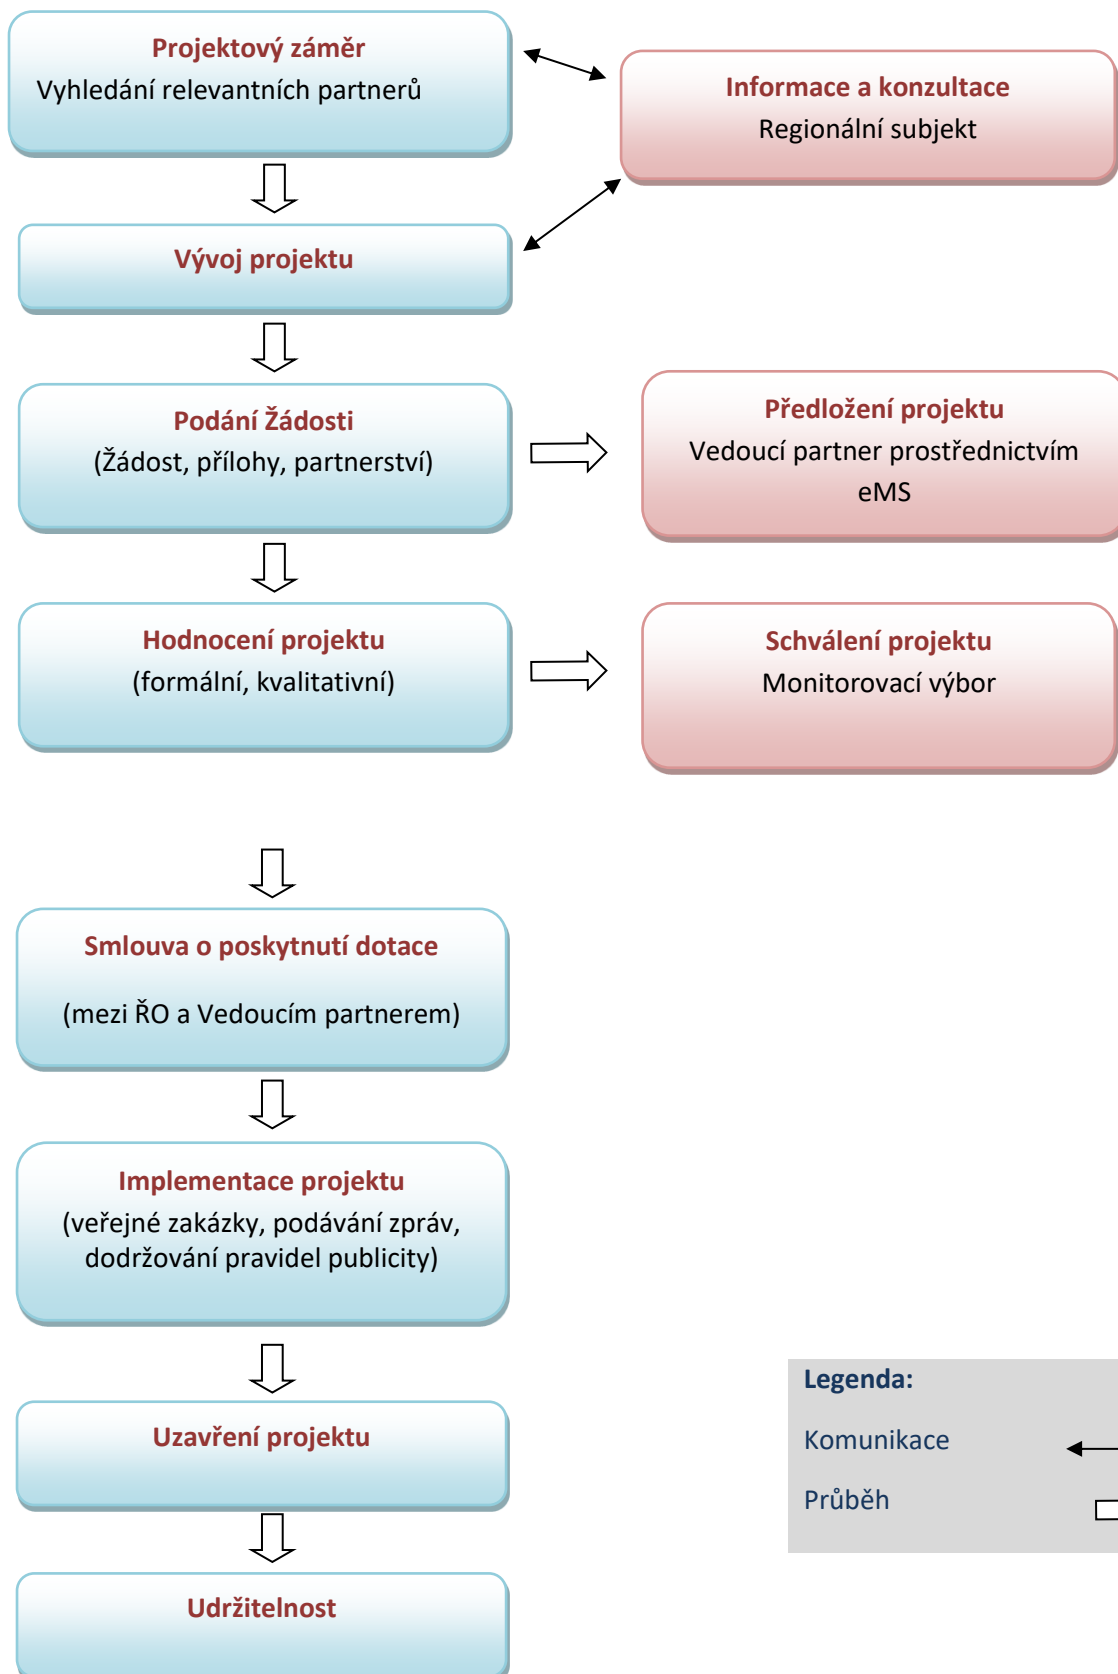 Projektový záměr
Vyhledání relevantních partnerů
Informace a konzultace
Regionální subjekt
Vývoj projektu
Podání Žádosti
(Žádost, přílohy, partnerství)
Předložení projektu
Vedoucí partner prostřednictvím
eMS
Hodnocení projektu
(formální, kvalitativní)
Schválení projektu
Monitorovací výbor
Smlouva o poskytnutí dotace
(mezi ŘO a Vedoucím partnerem)
Implementace projektu
(veřejné zakázky, podávání zpráv,
dodržování pravidel publicity)
Uzavření projektu
Legenda:
Komunikace
Průběh
Udržitelnost